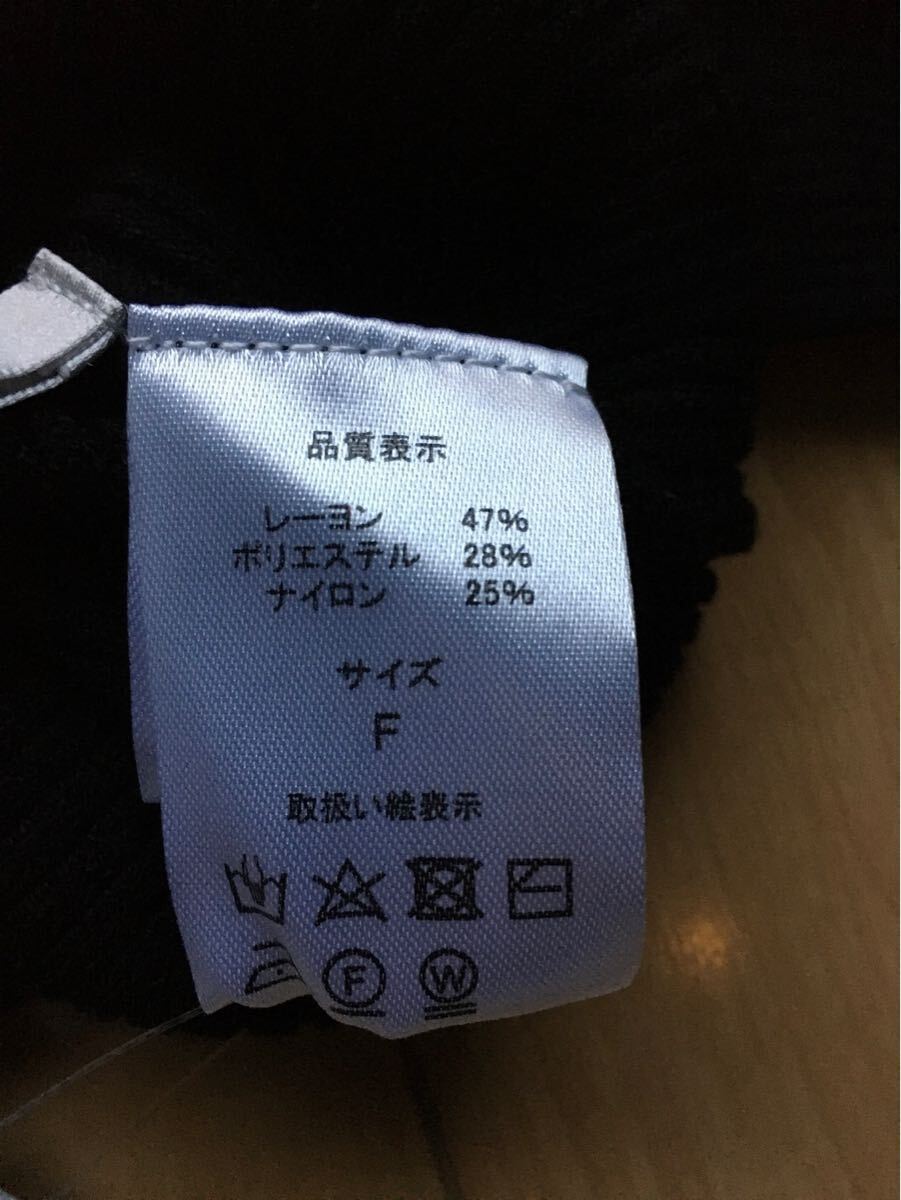 品質表示
レーヨン 47%
ポリエステル 28%
ナイロン 25%
サイズ
F
取扱い絵表示
F W